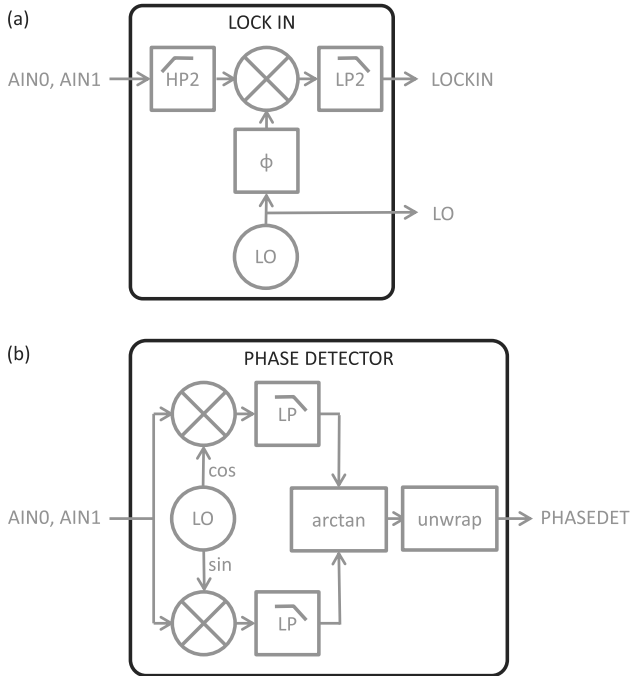 (a)
LOCK IN
AIN0, AIN1
HP2
LP2
LOCKIN
ϕ
LO
LO
(b)
PHASE DETECTOR
LP
cos
AIN0, AIN1
LO
arctan
unwrap
PHASEDET
sin
LP